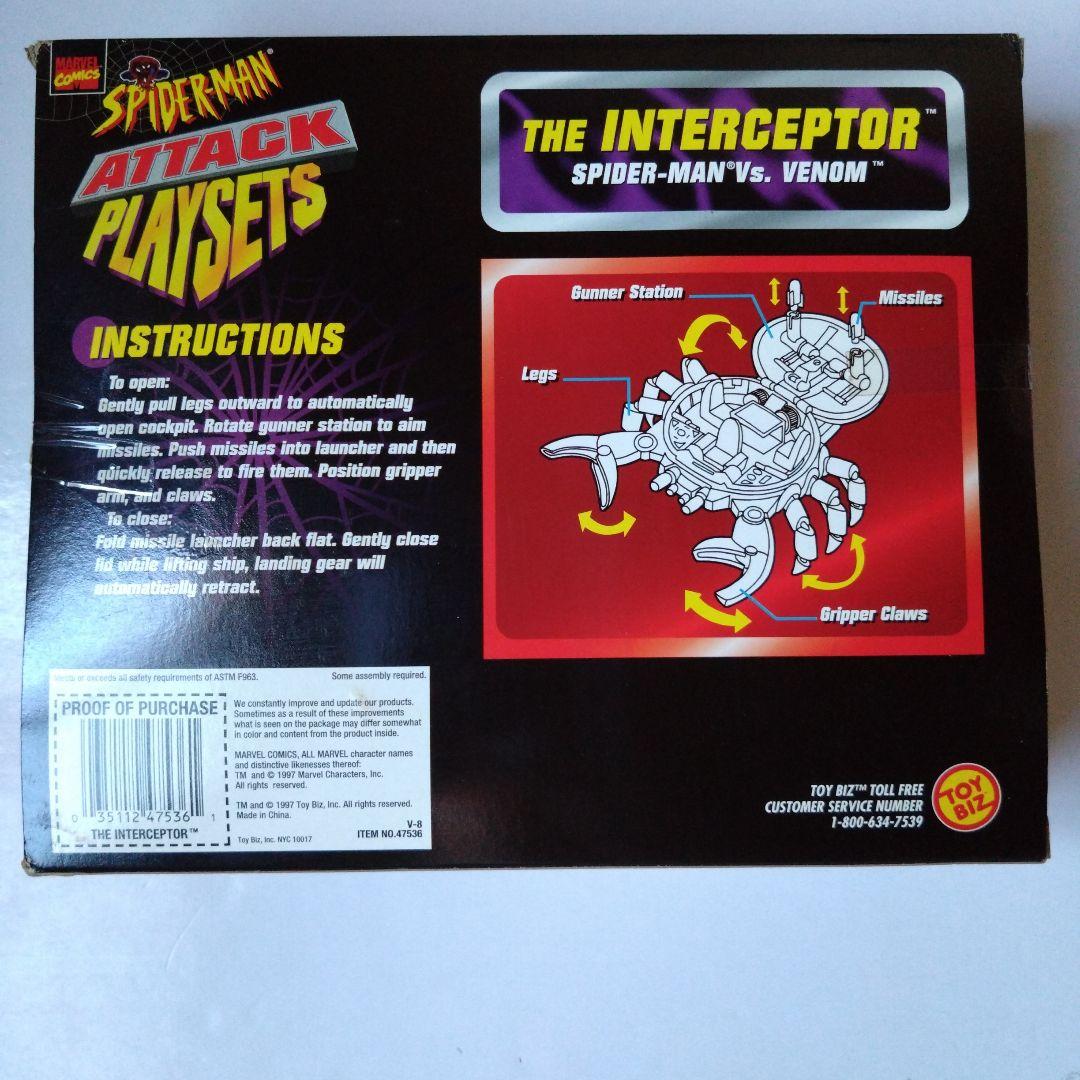 MARVEL
COMICS
SPIDER-MAN®
ATTACK
PLAYSETS
THE INTERCEPTOR™
SPIDER-MAN® Vs. VENOM™
INSTRUCTIONS
To open:
Gently pull legs outward to automatically
open cockpit. Rotate gunner station to aim
missiles. Push missiles into launcher and then
quickly release to fire them. Position gripper
arm, and claws.
To close:
Fold missile launcher back flat. Gently close
lid while lifting ship, landing gear will
automatically retract.
Gunner Station
Missiles
Legs
Gripper Claws
Meets or exceeds all safety requirements of ASTM F963.
Some assembly required.
PROOF OF PURCHASE
0 35112 47536 1
THE INTERCEPTOR™
We constantly improve and update our products.
Sometimes as a result of these improvements
what is seen on the package may differ somewhat
in color and content from the product inside.
MARVEL COMICS, ALL MARVEL character names
and distinctive likenesses thereof:
TM and © 1997 Marvel Characters, Inc.
All rights reserved.
TM and © 1997 Toy Biz, Inc. All rights reserved.
Made in China.
V-8
Toy Biz, Inc. NYC 10017
ITEM NO.47536
TOY BIZ™ TOLL FREE
CUSTOMER SERVICE NUMBER
1-800-634-7539
TOY
BIZ